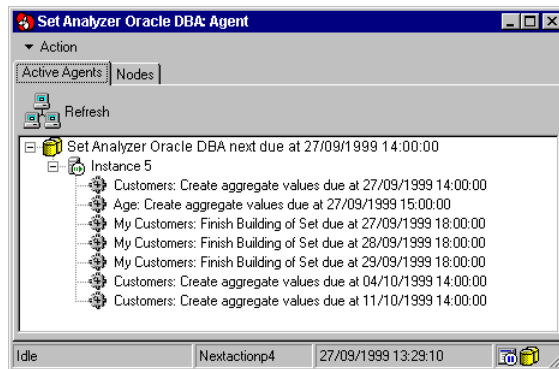 Set Analyzer Oracle DBA: Agent
Action
Active Agents Nodes
Refresh
Set Analyzer Oracle DBA next due at 27/09/1999 14:00:00
Instance 5
Customers: Create aggregate values due at 27/09/1999 14:00:00
Age: Create aggregate values due at 27/09/1999 15:00:00
My Customers: Finish Building of Set due at 27/09/1999 18:00:00
My Customers: Finish Building of Set due at 28/09/1999 18:00:00
My Customers: Finish Building of Set due at 29/09/1999 18:00:00
Customers: Create aggregate values due at 04/10/1999 14:00:00
Customers: Create aggregate values due at 11/10/1999 14:00:00
Idle Nextactionp4 27/09/1999 13:29:10